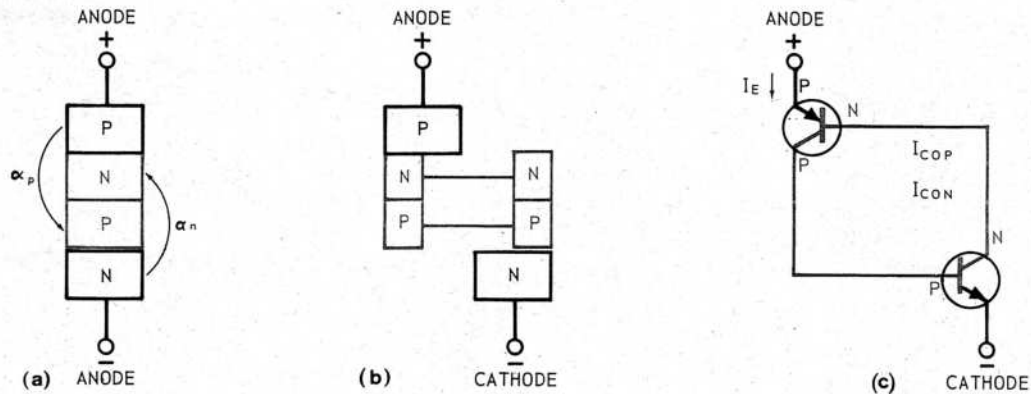 ANODE
+
P
N
P
N
αp
αn
−
(a) ANODE
ANODE
+
P
N N
P P
N
−
(b) CATHODE
ANODE
+
IE ↓ P
N
P
ICOP
ICON
N
P
−
(c) CATHODE